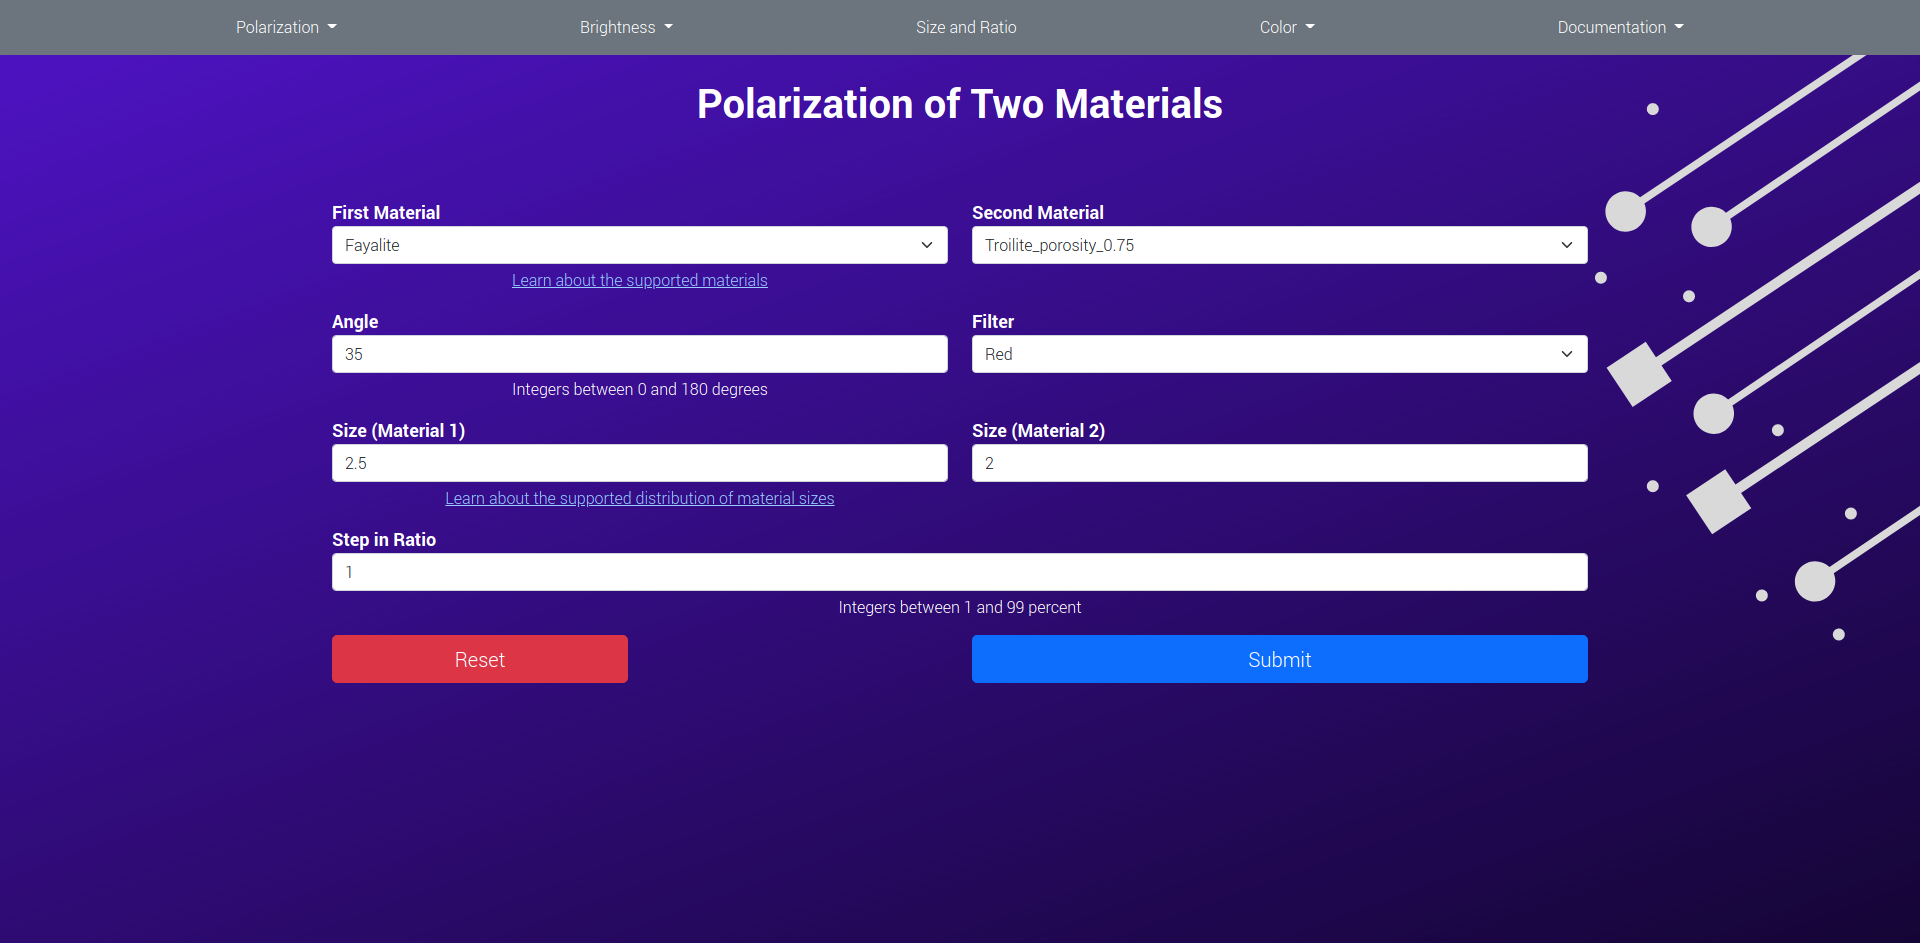 Polarization Brightness Size and Ratio Color Documentation
Polarization of Two Materials
First Material Second Material
Fayalite Troilite_porosity_0.75
Learn about the supported materials
Angle Filter
35 Red
Integers between 0 and 180 degrees
Size (Material 1) Size (Material 2)
2.5 2
Learn about the supported distribution of material sizes
Step in Ratio
1
Integers between 1 and 99 percent
Reset Submit